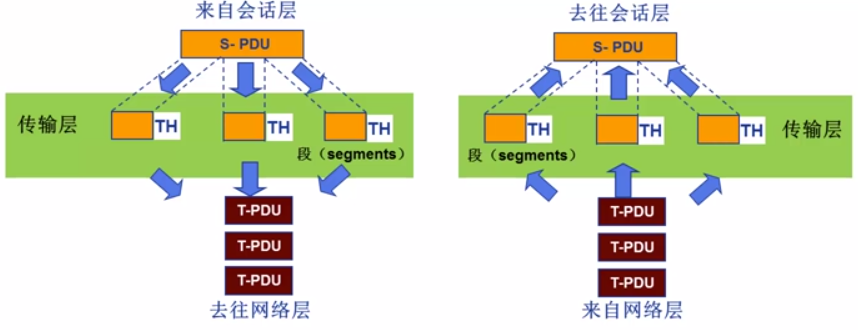 来自会话层
S- PDU
传输层
TH
TH
TH
段（segments）
T-PDU
T-PDU
T-PDU
去往网络层
去往会话层
S- PDU
TH
TH
TH
传输层
段（segments）
T-PDU
T-PDU
T-PDU
来自网络层